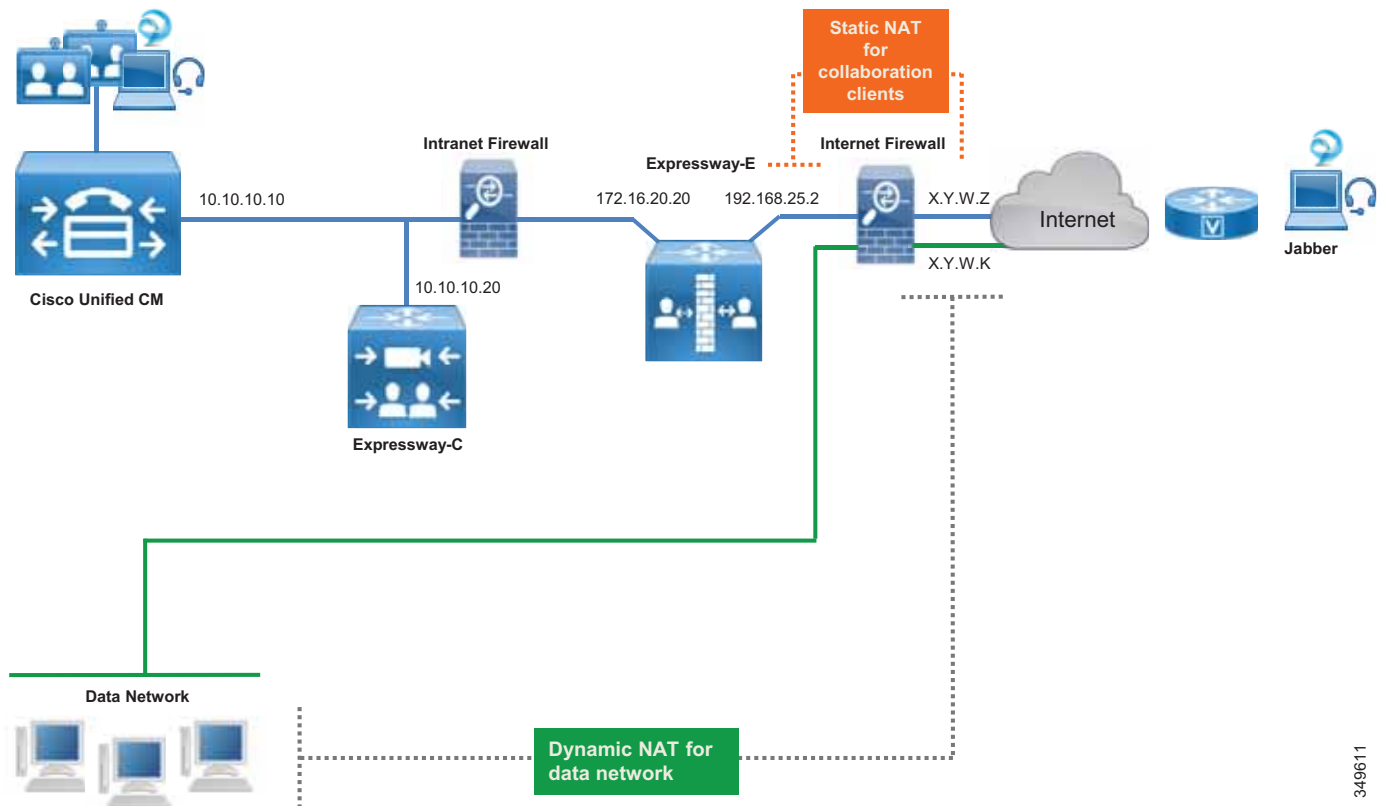 Static NAT
for
collaboration
clients
Intranet Firewall
Internet Firewall
Expressway-E
10.10.10.10
172.16.20.20
192.168.25.2
X.Y.W.Z
Internet
V
Jabber
X.Y.W.K
Cisco Unified CM
10.10.10.20
Expressway-C
Data Network
Dynamic NAT for
data network
349611